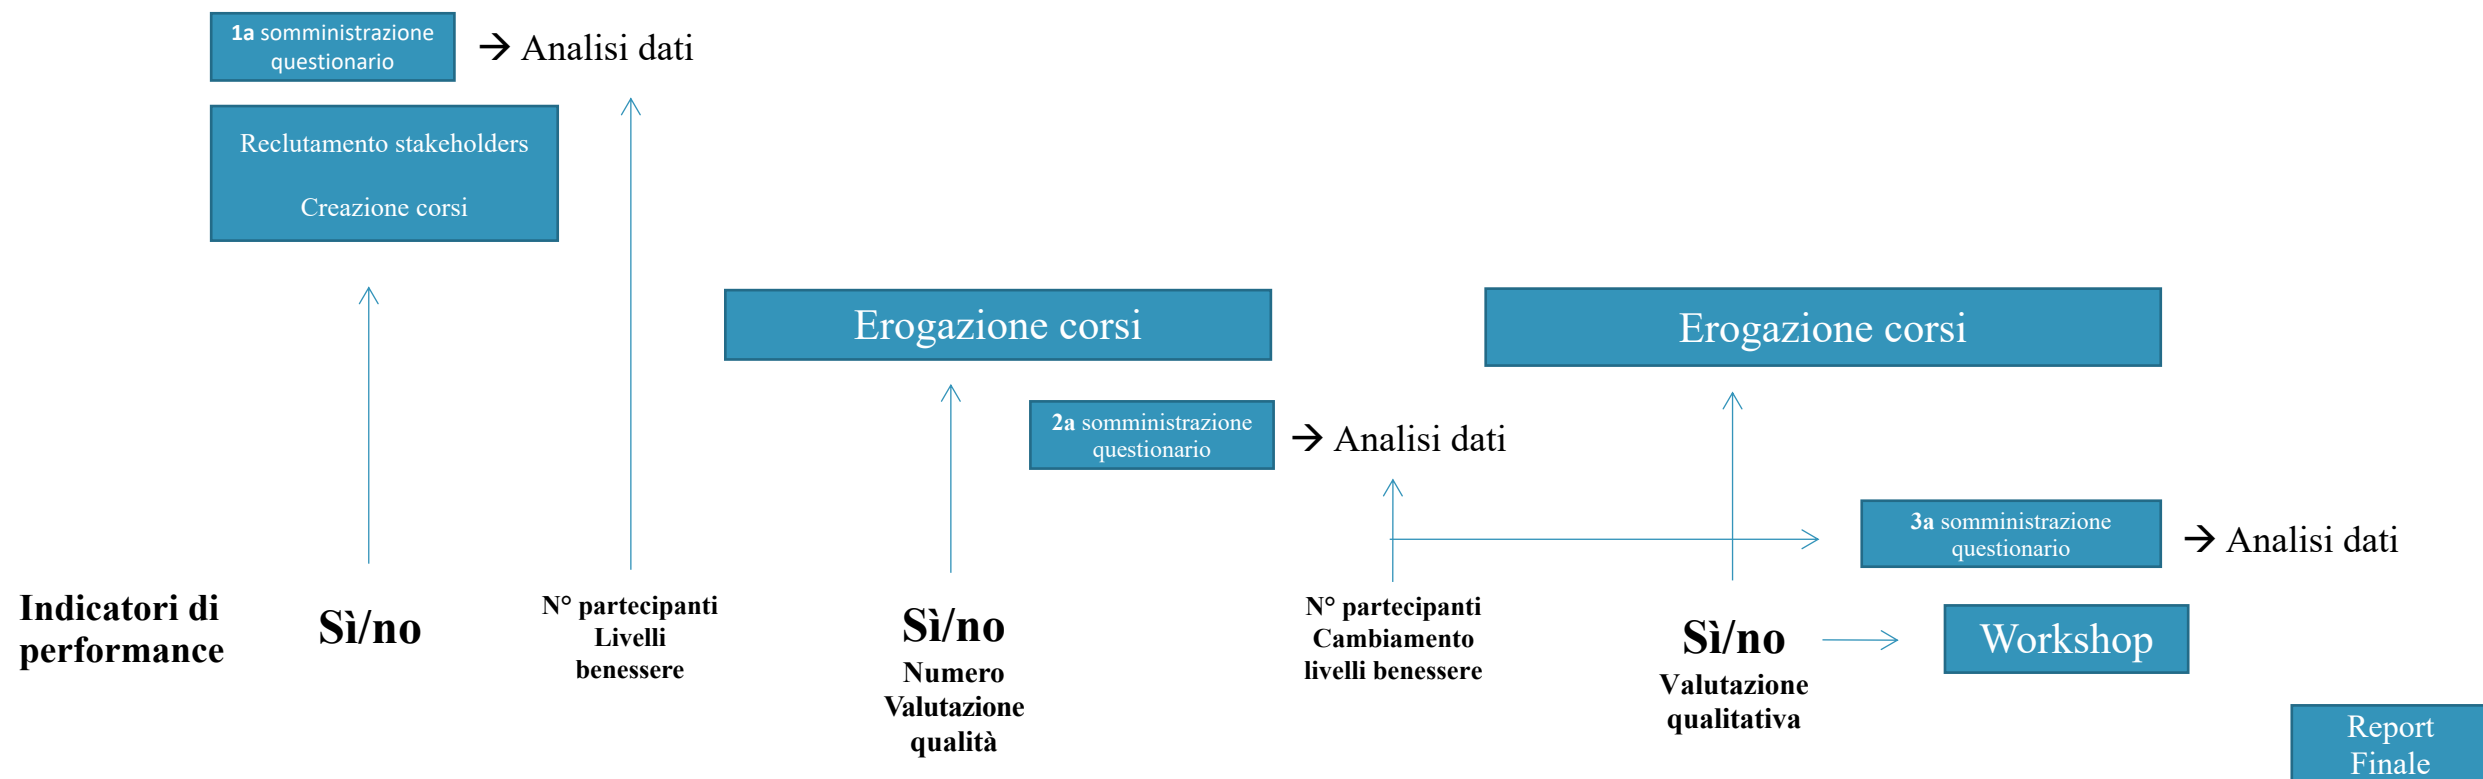 1a somministrazione
questionario
→ Analisi dati
Reclutamento stakeholders
Creazione corsi
Erogazione corsi
Erogazione corsi
2a somministrazione
questionario
→ Analisi dati
3a somministrazione
questionario
→ Analisi dati
Indicatori di
performance
Sì/no
N° partecipanti
Livelli
benessere
Sì/no
Numero
Valutazione
qualità
N° partecipanti
Cambiamento
livelli benessere
Sì/no
Valutazione
qualitativa
Workshop
Report
Finale